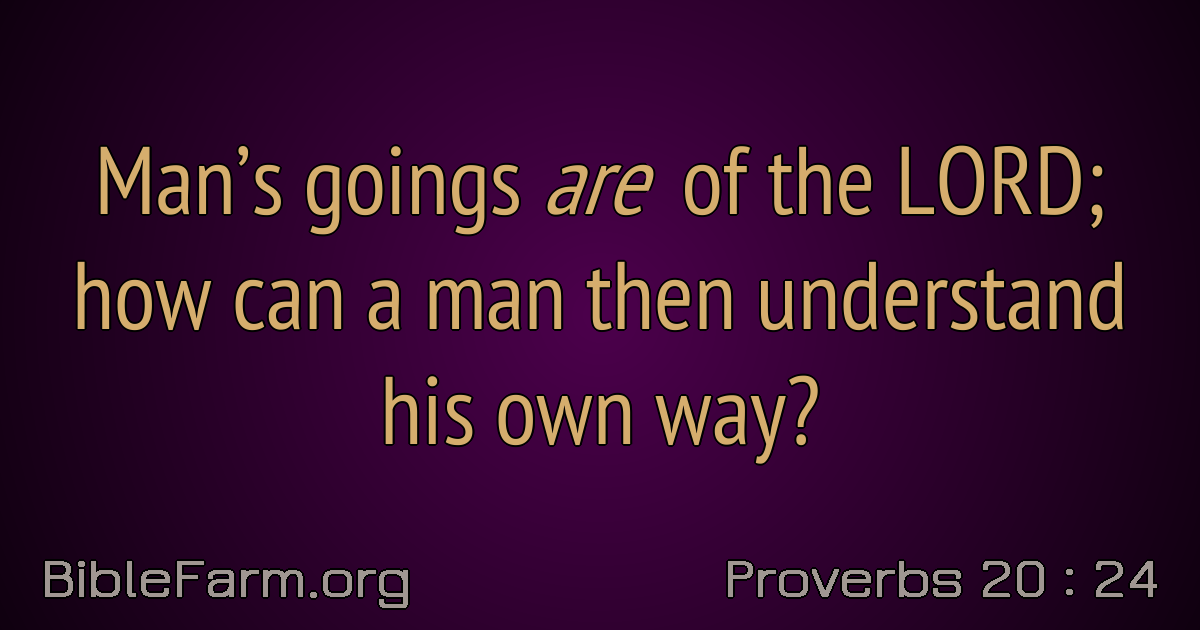 Man’s goings are of the LORD;
how can a man then understand
his own way?
BibleFarm.org
Proverbs 20 : 24